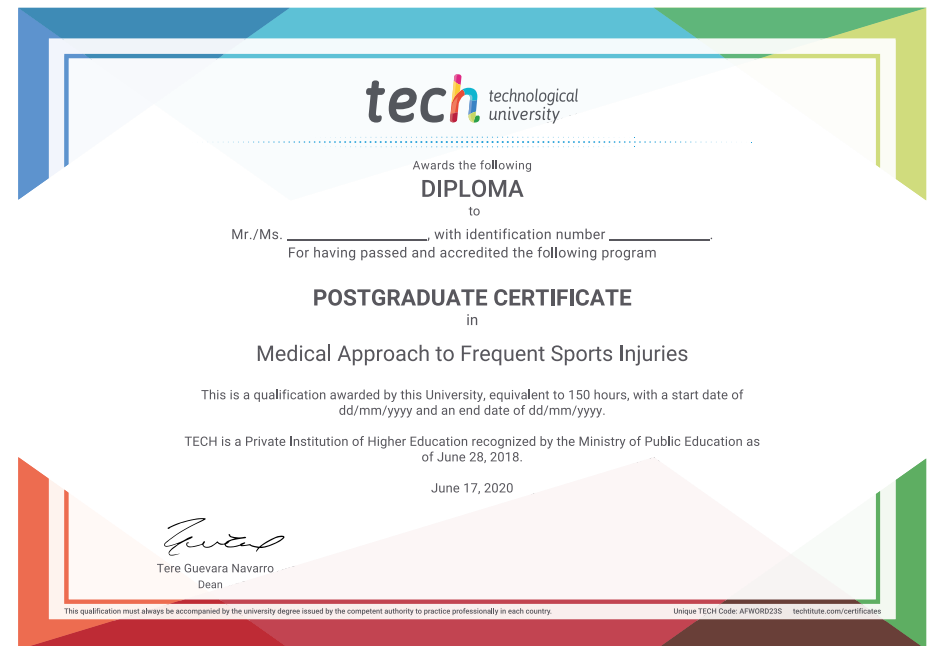 tech technological
university
Awards the following
DIPLOMA
to
Mr./Ms. ____________________, with identification number ______________.
For having passed and accredited the following program
POSTGRADUATE CERTIFICATE
in
Medical Approach to Frequent Sports Injuries
This is a qualification awarded by this University, equivalent to 150 hours, with a start date of
dd/mm/yyyy and an end date of dd/mm/yyyy.
TECH is a Private Institution of Higher Education recognized by the Ministry of Public Education as
of June 28, 2018.
June 17, 2020
Tere Guevara Navarro
Dean
This qualification must always be accompanied by the university degree issued by the competent authority to practice professionally in each country.
Unique TECH Code: AFWORD23S techtitute.com/certificates